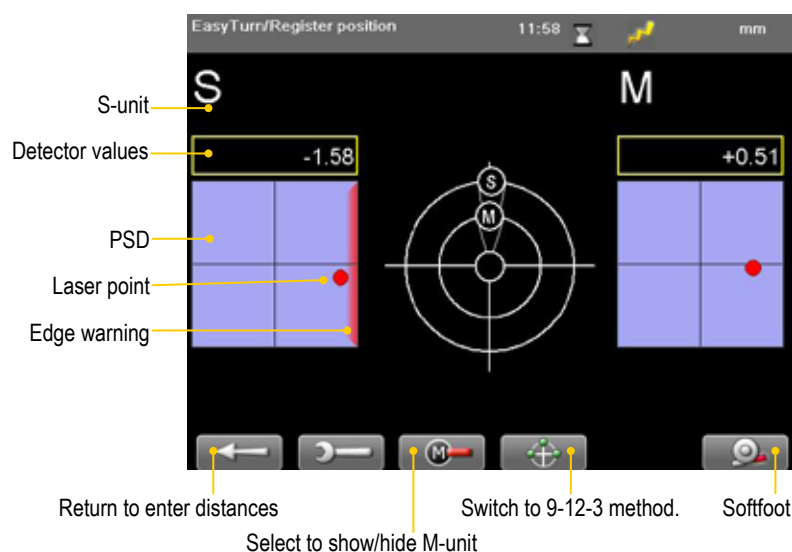 EasyTurn/Register position 11:58 mm
S M
S-unit
Detector values -1.58 +0.51
S
M
PSD
Laser point
Edge warning
M
Return to enter distances Switch to 9-12-3 method. Softfoot
Select to show/hide M-unit